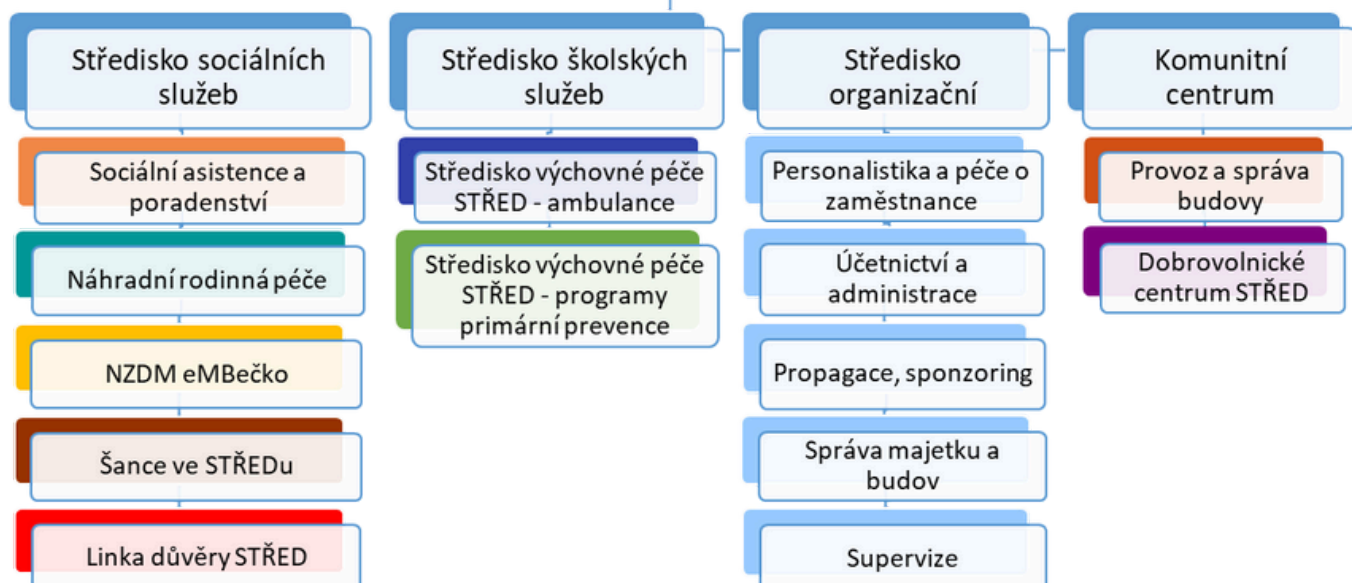 Středisko sociálních
služeb
Sociální asistence a
poradenství
Náhradní rodinná péče
NZDM eMBečko
Šance ve STŘEDu
Linka důvěry STŘED
Středisko školských
služeb
Středisko výchovné péče
STŘED - ambulance
Středisko výchovné péče
STŘED - programy
primární prevence
Středisko
organizační
Personalistika a péče o
zaměstnance
Účetnictví a
administrace
Propagace, sponzoring
Správa majetku a
budov
Supervize
Komunitní
centrum
Provoz a správa
budovy
Dobrovolnické
centrum STŘED